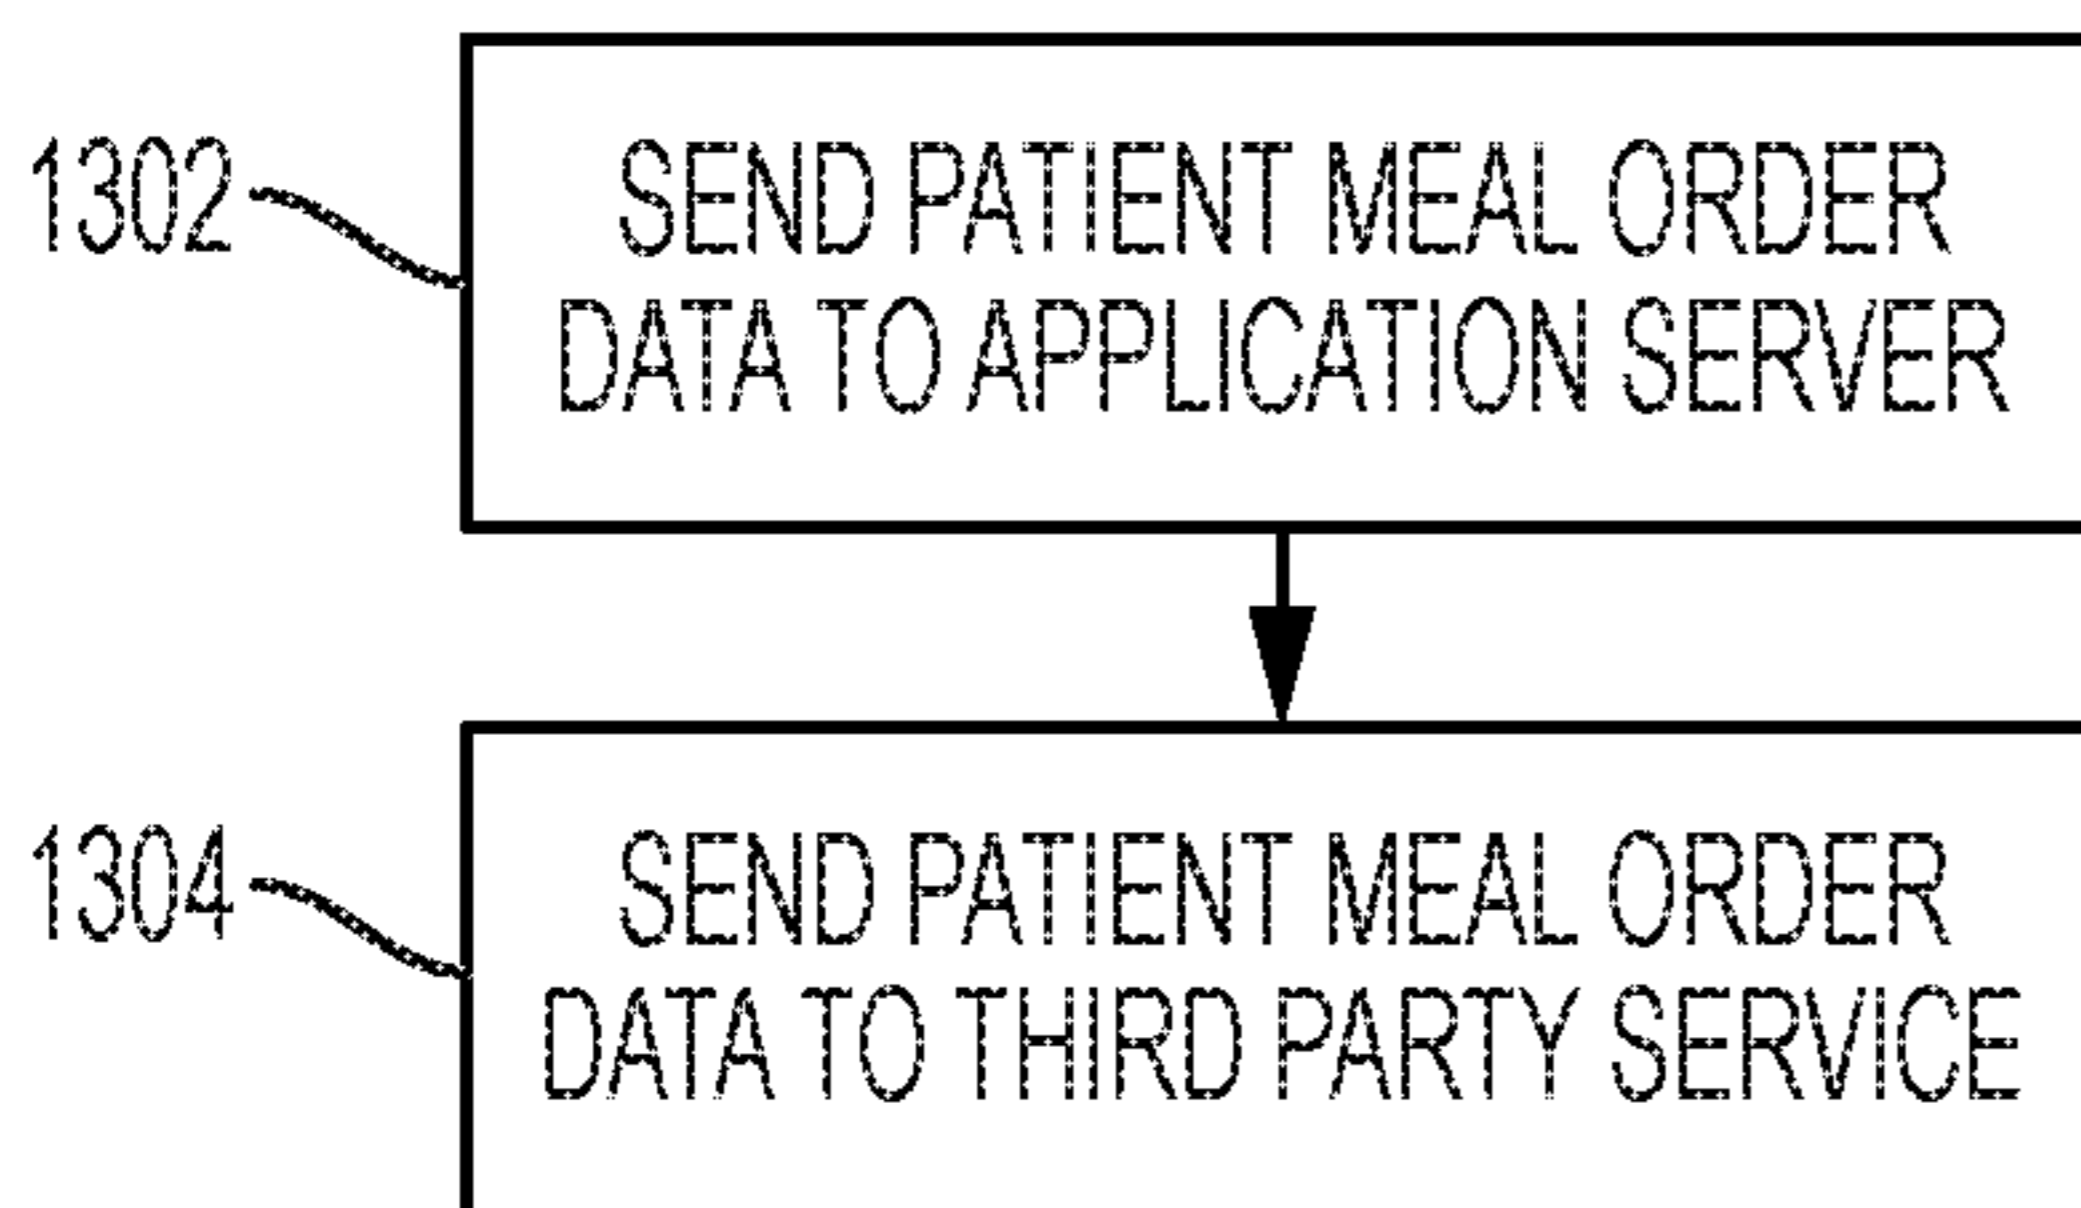 1302
SEND PATIENT MEAL ORDER
DATA TO APPLICATION SERVER
1304
SEND PATIENT MEAL ORDER
DATA TO THIRD PARTY SERVICE